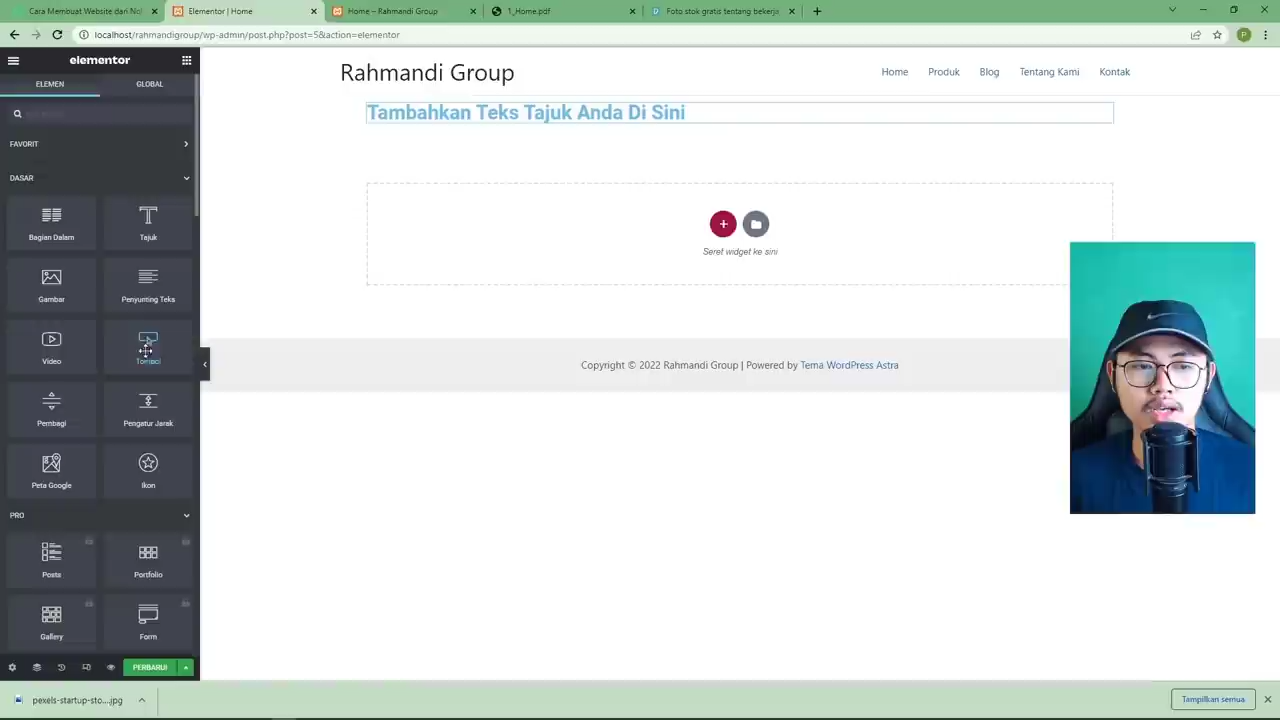 Cara Membuat Website dari No
Elementor | Home
Home - Rahmandi Group
1_Home.pdf
Foto stok gratis tentang bekerja
localhost/rahmandigroup/wp-admin/post.php?post=5&action=elementor
P
elementor
ELEMEN
GLOBAL
FAVORIT
DASAR
Bagian Dalam
Tajuk
Gambar
Penyunting Teks
Video
Pembagi
Pengatur Jarak
Peta Google
Ikon
PRO
Posts
Portfolio
Gallery
Form
PERBARUI
Rahmandi Group
Home
Produk
Blog
Tentang Kami
Kontak
Tambahkan Teks Tajuk Anda Di Sini
Seret widget ke sini
Copyright © 2022 Rahmandi Group | Powered by Tema WordPress Astra
pexels-startup-sto....jpg
Tampilkan semua